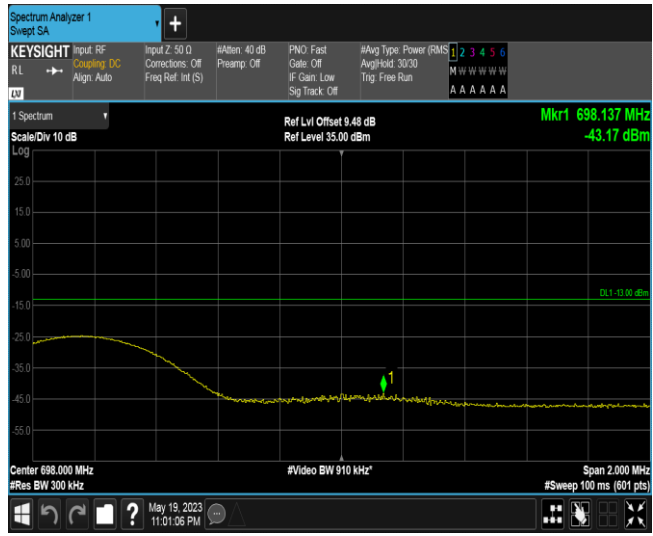 Spectrum Analyzer 1
Swept SA
+
KEYSIGHT Input: RF Input Z: 50 Ω #Atten: 40 dB PNO: Fast #Avg Type: Power (RMS 1 2 3 4 5 6
RL Coupling: DC Corrections: Off Preamp: Off Gate: Off Avg|Hold: 30/30 M W W W W W
Align: Auto Freq Ref: Int (S) IF Gain: Low Trig: Free Run
LXI Sig Track: Off A A A A A A
1 Spectrum Ref Lvl Offset 9.48 dB Mkr1 698.137 MHz
Scale/Div 10 dB Ref Level 35.00 dBm -43.17 dBm
Log
25.0
15.0
5.00
-5.00
DL1 -13.00 dBm
-15.0
-25.0
-35.0
1
-45.0
-55.0
Center 698.000 MHz #Video BW 910 kHz* Span 2.000 MHz
#Res BW 300 kHz #Sweep 100 ms (601 pts)
? May 19, 2023
11:01:06 PM